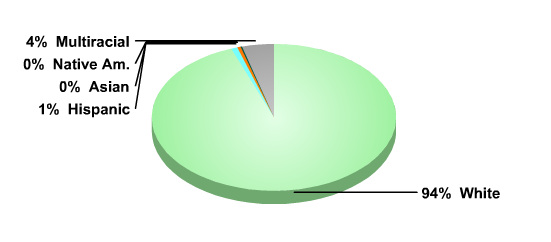 4% Multiracial
0% Native Am.
0% Asian
1% Hispanic
94% White